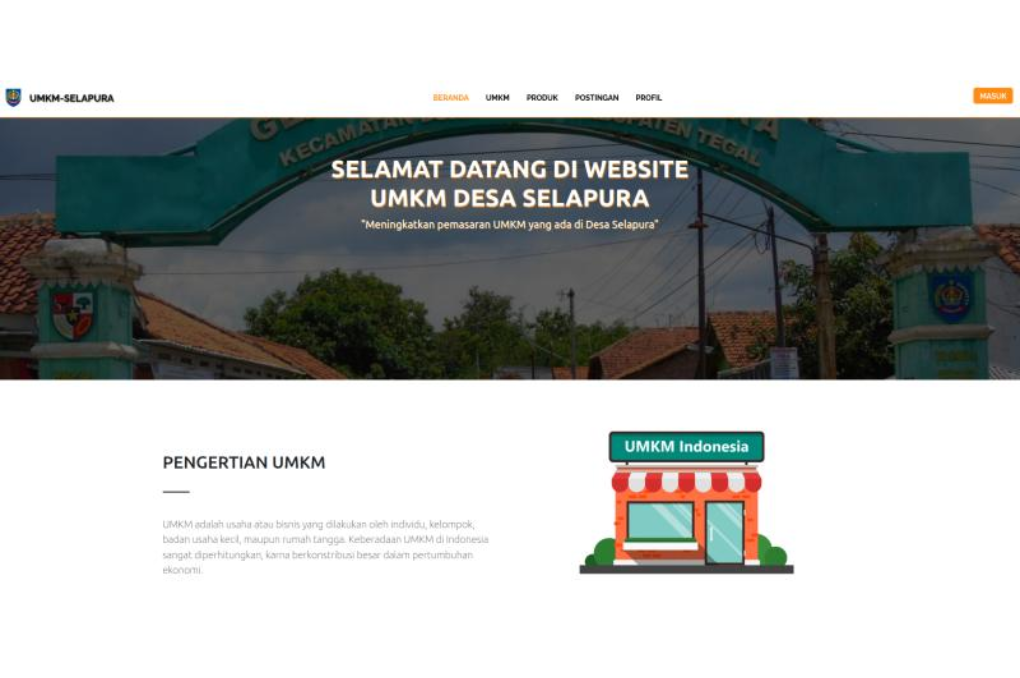 UMKM-SELAPURA
BERANDA UMKM PRODUK POSTINGAN PROFIL
MASUK
KECAMATAN
PATEN TEGAL
SELAMAT DATANG DI WEBSITE
UMKM DESA SELAPURA
"Meningkatkan pemasaran UMKM yang ada di Desa Selapura"
PENGERTIAN UMKM
UMKM Indonesia
UMKM adalah usaha atau bisnis yang dilakukan oleh individu, kelompok,
badan usaha kecil, maupun rumah tangga. Keberadaan UMKM di Indonesia
sangat diperhitungkan, karna berkonstribusi besar dalam pertumbuhan
ekonomi.